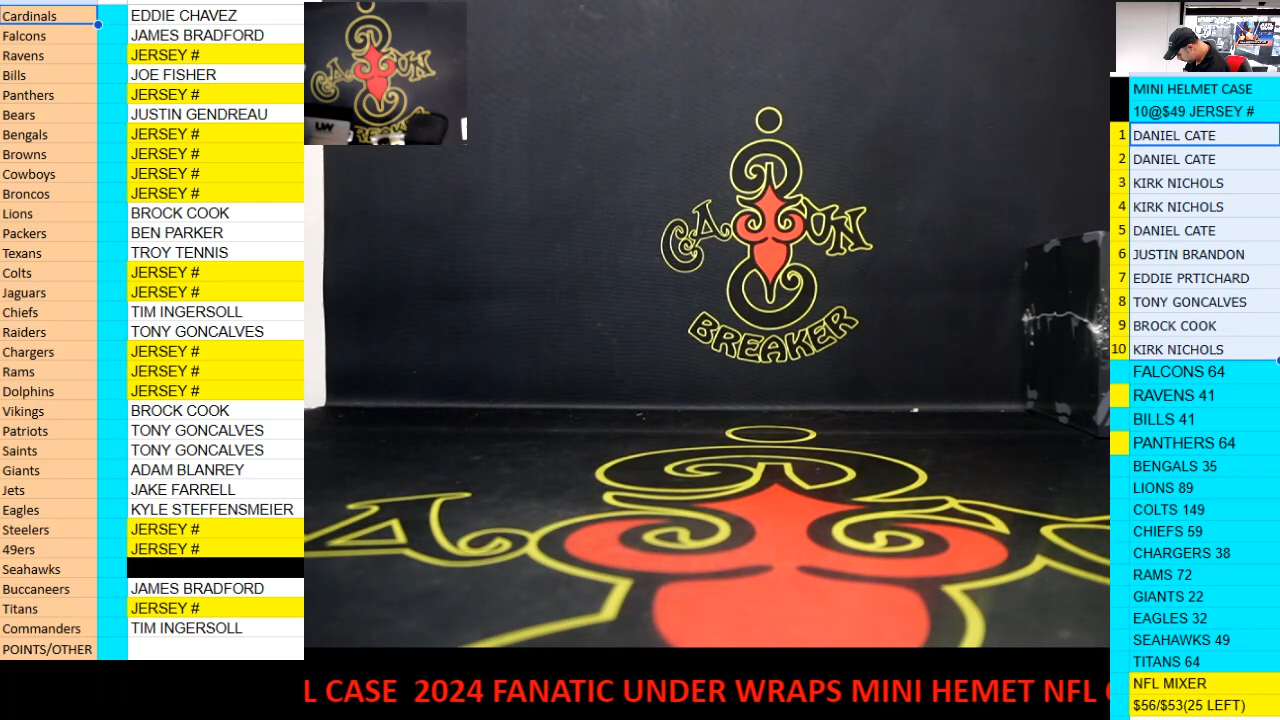 Cardinals EDDIE CHAVEZ
Falcons JAMES BRADFORD
Ravens JERSEY #
Bills JOE FISHER
Panthers JERSEY #
Bears JUSTIN GENDREAU
Bengals JERSEY #
Browns JERSEY #
Cowboys JERSEY #
Broncos JERSEY #
Lions BROCK COOK
Packers BEN PARKER
Texans TROY TENNIS
Colts JERSEY #
Jaguars JERSEY #
Chiefs TIM INGERSOLL
Raiders TONY GONCALVES
Chargers JERSEY #
Rams JERSEY #
Dolphins JERSEY #
Vikings BROCK COOK
Patriots TONY GONCALVES
Saints TONY GONCALVES
Giants ADAM BLANREY
Jets JAKE FARRELL
Eagles KYLE STEFFENSMEIER
Steelers JERSEY #
49ers JERSEY #
Seahawks
Buccaneers JAMES BRADFORD
Titans JERSEY #
Commanders TIM INGERSOLL
POINTS/OTHER
CAJUN
BREAKER
UW
CAJUN
BREAKER
L CASE 2024 FANATIC UNDER WRAPS MINI HEMET NFL
MINI HELMET CASE
10@$49 JERSEY #
1 DANIEL CATE
2 DANIEL CATE
3 KIRK NICHOLS
4 KIRK NICHOLS
5 DANIEL CATE
6 JUSTIN BRANDON
7 EDDIE PRTICHARD
8 TONY GONCALVES
9 BROCK COOK
10 KIRK NICHOLS
FALCONS 64
RAVENS 41
BILLS 41
PANTHERS 64
BENGALS 35
LIONS 89
COLTS 149
CHIEFS 59
CHARGERS 38
RAMS 72
GIANTS 22
EAGLES 32
SEAHAWKS 49
TITANS 64
NFL MIXER
$56/$53(25 LEFT)